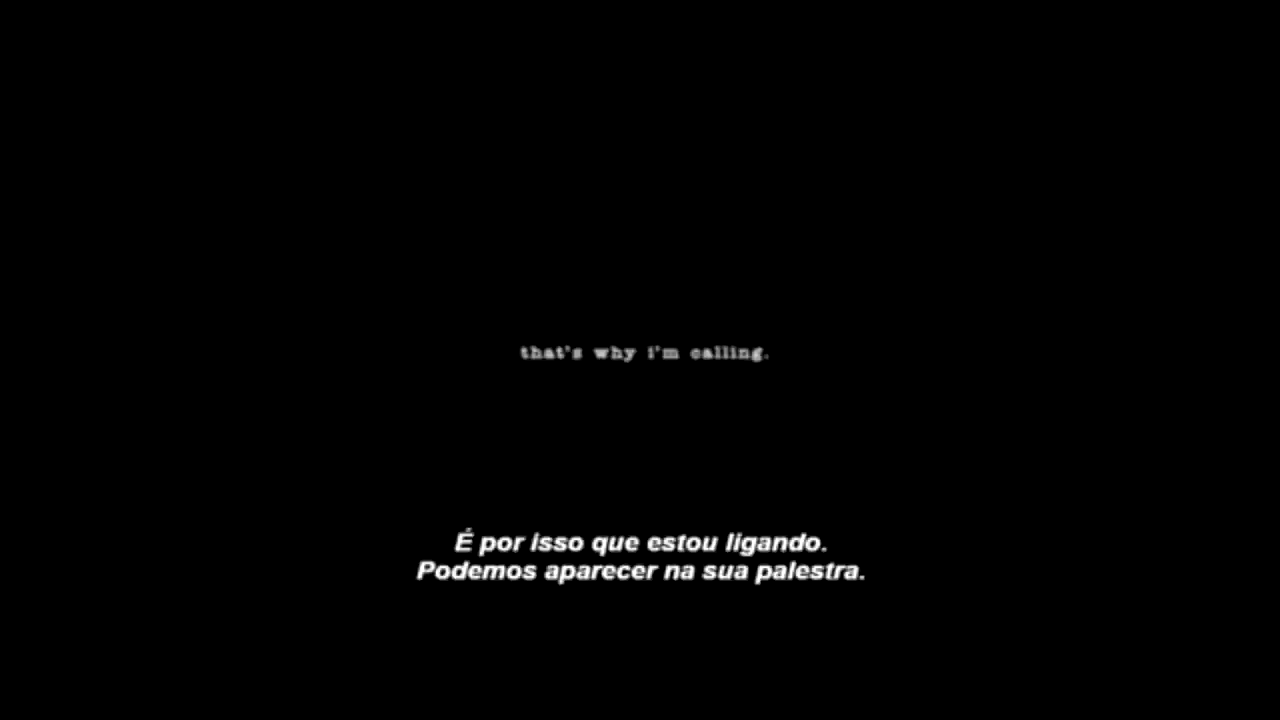 that's why i'm calling.
É por isso que estou ligando.
Podemos aparecer na sua palestra.